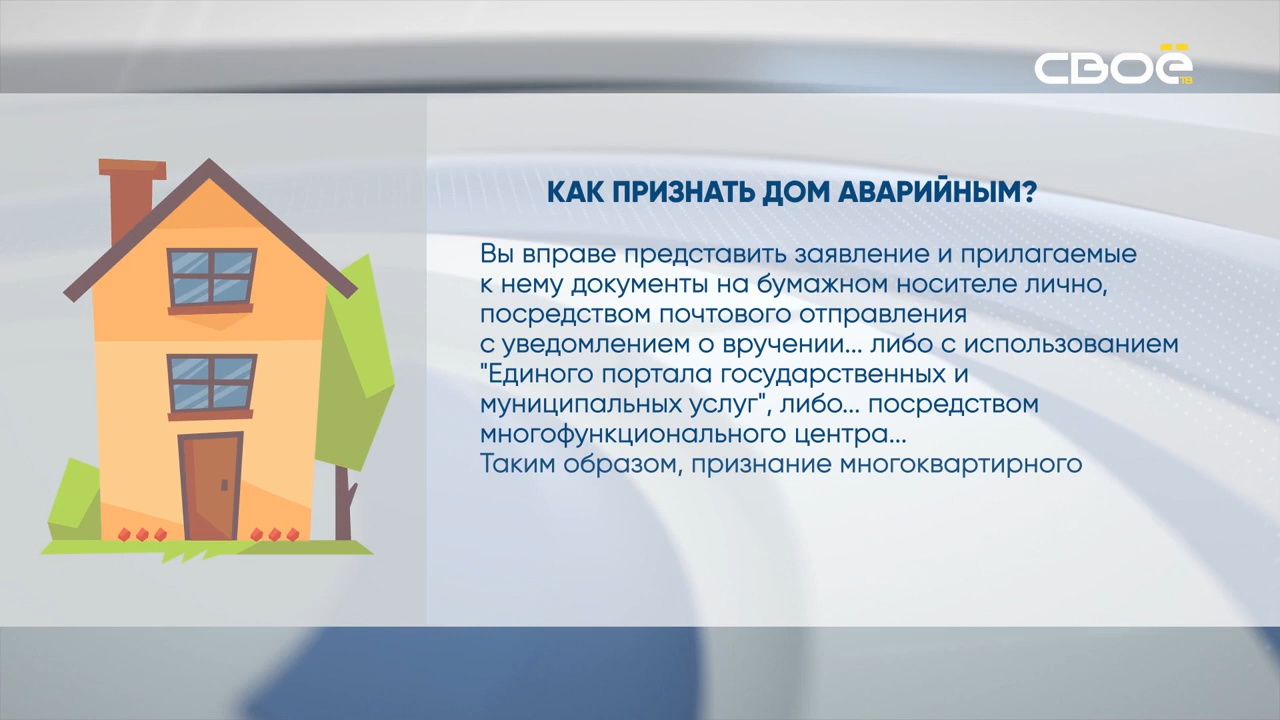 СВОЁ
ТВ
КАК ПРИЗНАТЬ ДОМ АВАРИЙНЫМ?
Вы вправе представить заявление и прилагаемые
к нему документы на бумажном носителе лично,
посредством почтового отправления
с уведомлением о вручении... либо с использованием
"Единого портала государственных и
муниципальных услуг", либо... посредством
многофункционального центра...
Таким образом, признание многоквартирного